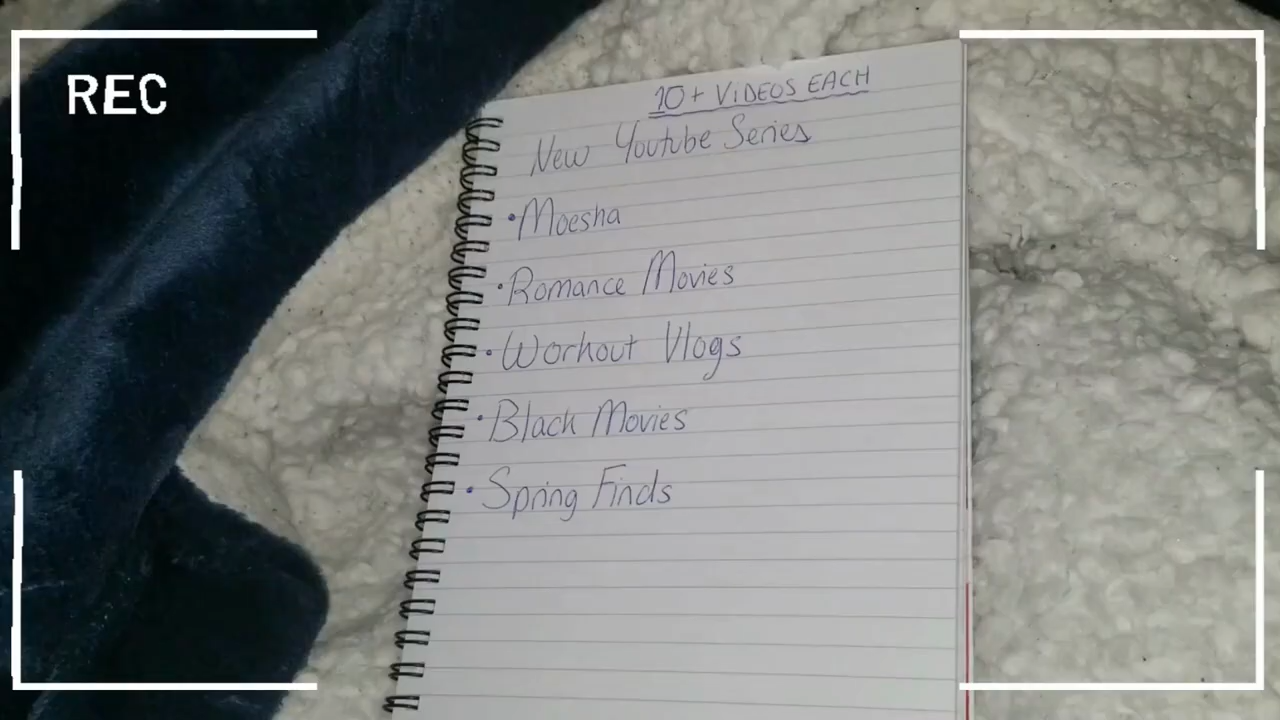 REC
10+ ViDEOS EACH
New Youtube Series
• Moesha
• Romance Movies
• Workout Vlogs
• Black Movies
• Spring Finds